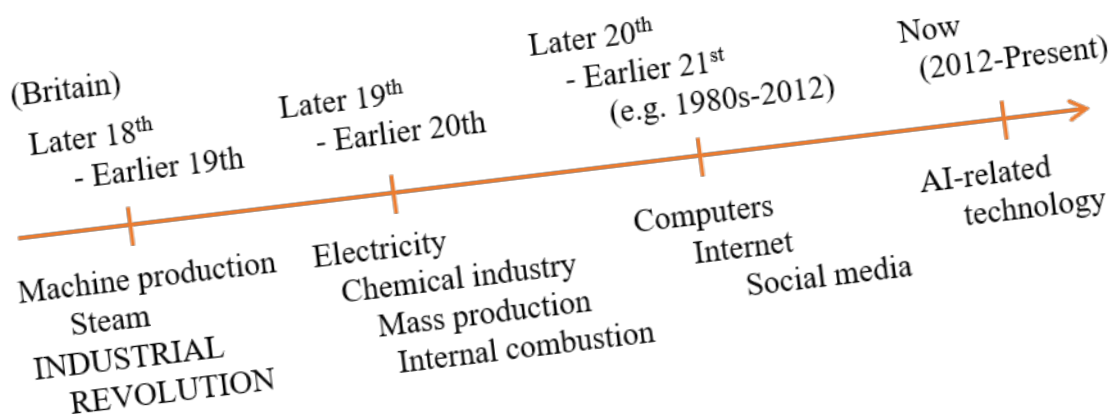 (Britain)
Later 18th
- Earlier 19th
Machine production
Steam
INDUSTRIAL
REVOLUTION
Later 19th
- Earlier 20th
Electricity
Chemical industry
Mass production
Internal combustion
Later 20th
- Earlier 21st
(e.g. 1980s-2012)
Computers
Internet
Social media
Now
(2012-Present)
AI-related
technology